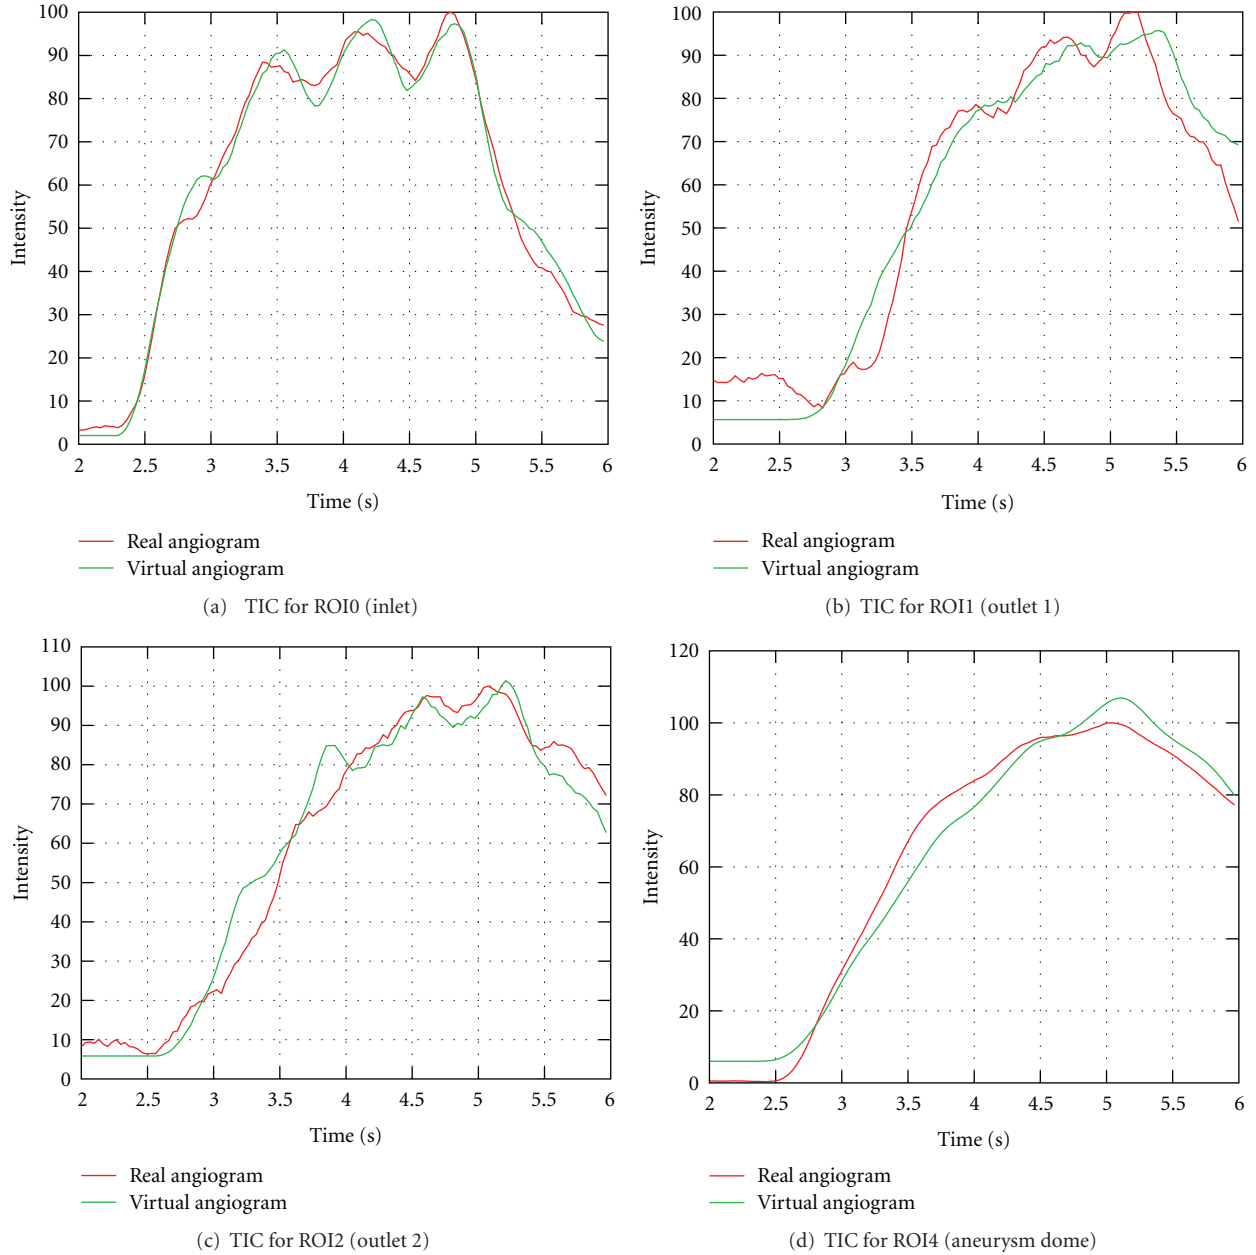 100
90
80
70
60
50
40
30
20
10
0
Intensity
2 2.5 3 3.5 4 4.5 5 5.5 6
Time (s)
Real angiogram
Virtual angiogram
(a) TIC for ROI0 (inlet)
100
90
80
70
60
50
40
30
20
10
0
Intensity
2 2.5 3 3.5 4 4.5 5 5.5 6
Time (s)
Real angiogram
Virtual angiogram
(b) TIC for ROI1 (outlet 1)
110
100
90
80
70
60
50
40
30
20
10
0
Intensity
2 2.5 3 3.5 4 4.5 5 5.5 6
Time (s)
Real angiogram
Virtual angiogram
(c) TIC for ROI2 (outlet 2)
120
100
80
60
40
20
0
Intensity
2 2.5 3 3.5 4 4.5 5 5.5 6
Time (s)
Real angiogram
Virtual angiogram
(d) TIC for ROI4 (aneurysm dome)